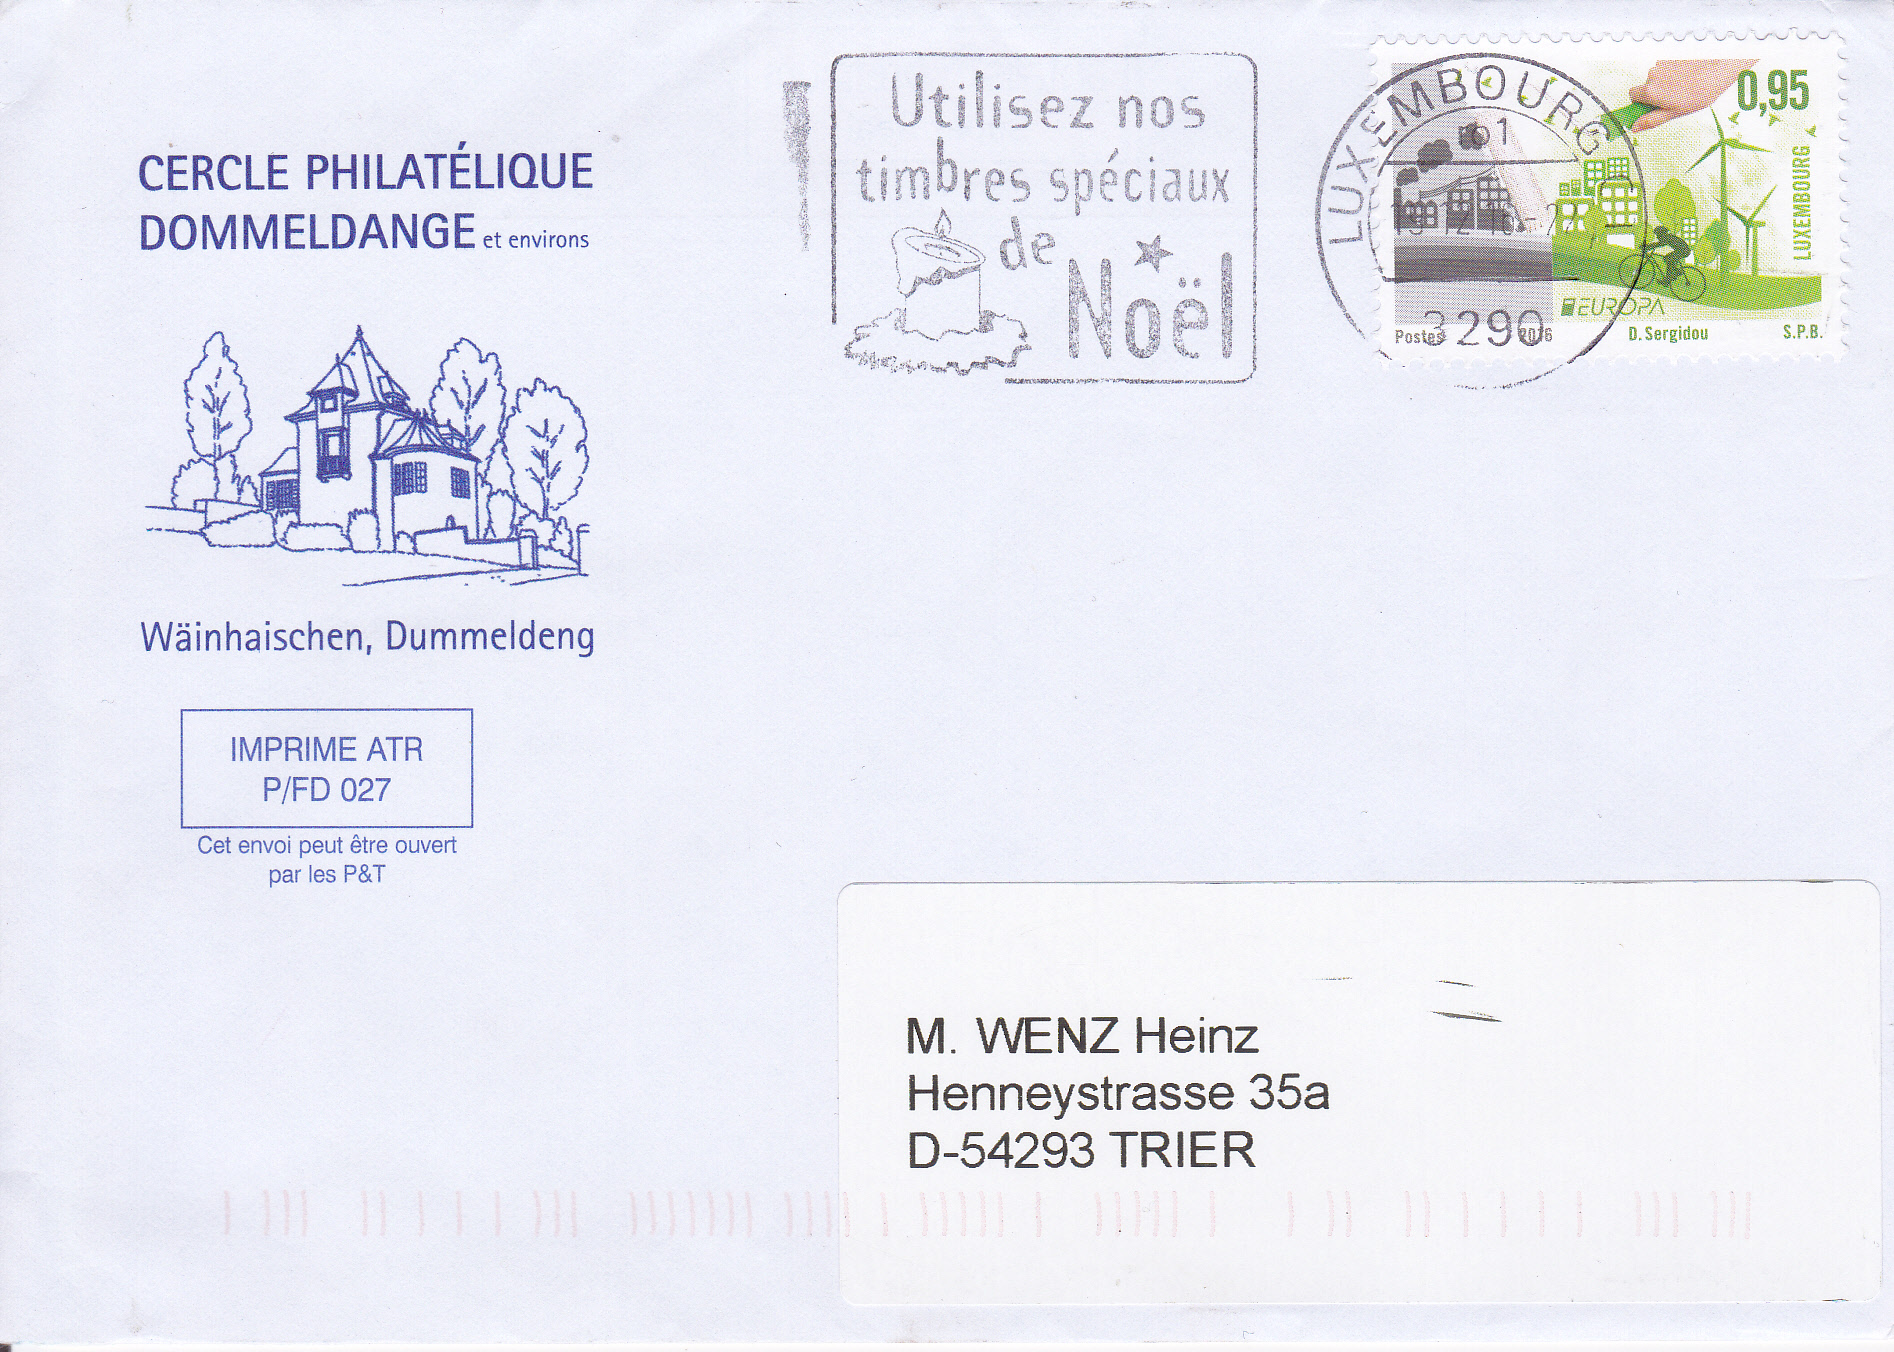 CERCLE PHILATÉLIQUE
DOMMELDANGE et environs
Wäinhaischen, Dummeldeng
IMPRIME ATR
P/FD 027
Cet envoi peut être ouvert
par les P&T
Utilisez nos
timbres spéciaux
de
Noël
LUXEMBOURG
3290
0,95
LUXEMBOURG
EUROPA
Postes 2016 D. Sergidou S.P.B.
M. WENZ Heinz
Henneystrasse 35a
D-54293 TRIER